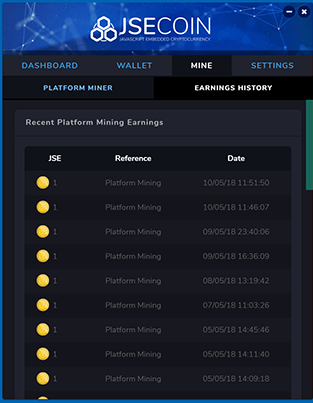 JSECOIN
JAVASCRIPT EMBEDDED CRYPTOCURRENCY
DASHBOARD WALLET MINE SETTINGS
PLATFORM MINER EARNINGS HISTORY
Recent Platform Mining Earnings
JSE Reference Date
1 Platform Mining 10/05/18 11:51:50
1 Platform Mining 10/05/18 11:46:07
1 Platform Mining 09/05/18 23:40:06
1 Platform Mining 09/05/18 16:36:09
1 Platform Mining 08/05/18 13:19:42
1 Platform Mining 07/05/18 11:03:26
1 Platform Mining 05/05/18 14:45:46
1 Platform Mining 05/05/18 14:11:40
1 Platform Mining 05/05/18 14:09:18